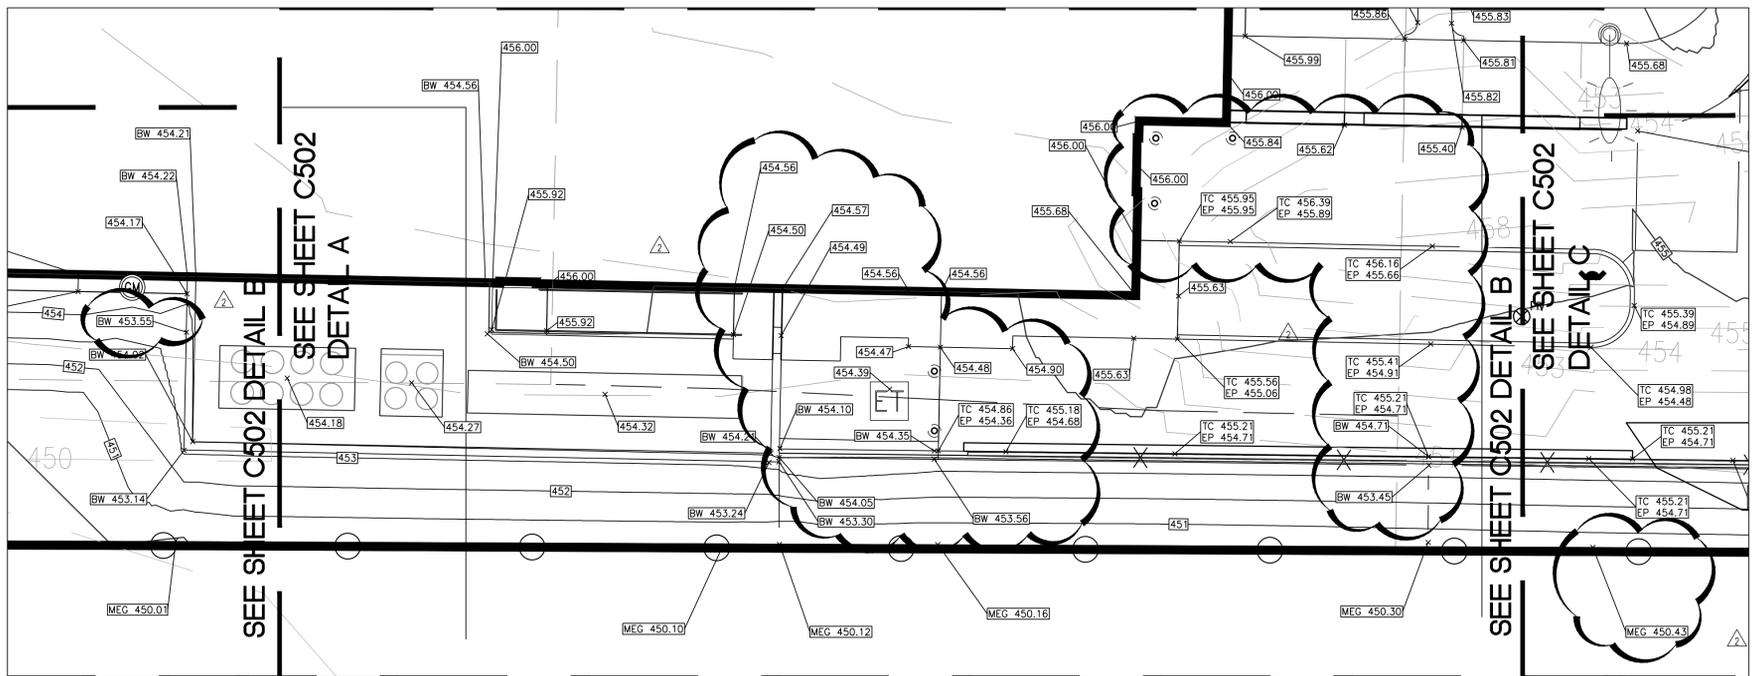 455.86
455.83
456.00
455.99
455.81
455.68
BW 454.56
456.00
455.82
453
454
BW 454.21
456.00
455.84
455.62
455.40
456.00
454.56
BW 454.22
456.00
455.92
TC 455.95
EP 455.95
TC 456.39
EP 455.89
454.17
454.57
455.68
454.50
458
454.49
2
455
456.16
TC 456.16
EP 455.66
GM
456.00
454.56
454.56
455.63
2
454
BW 453.55
455.92
TC 455.39
EP 454.89
2
454.47
454
BW 454.02
BW 454.50
452
454.39
454.48
454.90
455.63
TC 455.41
EP 454.91
TC 455.56
EP 455.06
TC 454.98
EP 454.48
ET
454.18
454.27
454.32
BW 454.10
TC 454.86
EP 454.36
TC 455.18
EP 454.68
TC 455.21
EP 454.71
TC 455.21
EP 454.71
BW 454.71
TC 455.21
EP 454.71
BW 454.35
451
450
453
BW 453.14
452
BW 454.05
BW 453.45
TC 455.21
EP 454.71
BW 453.24
BW 453.30
BW 453.56
451
MEG 450.01
MEG 450.10
MEG 450.12
MEG 450.16
MEG 450.30
MEG 450.43
2
SEE SHEET C502 DETAIL B
SEE SHEET C502
DETAIL A
SEE SHEET C502 DETAIL B
SEE SHEET C502
DETAIL C